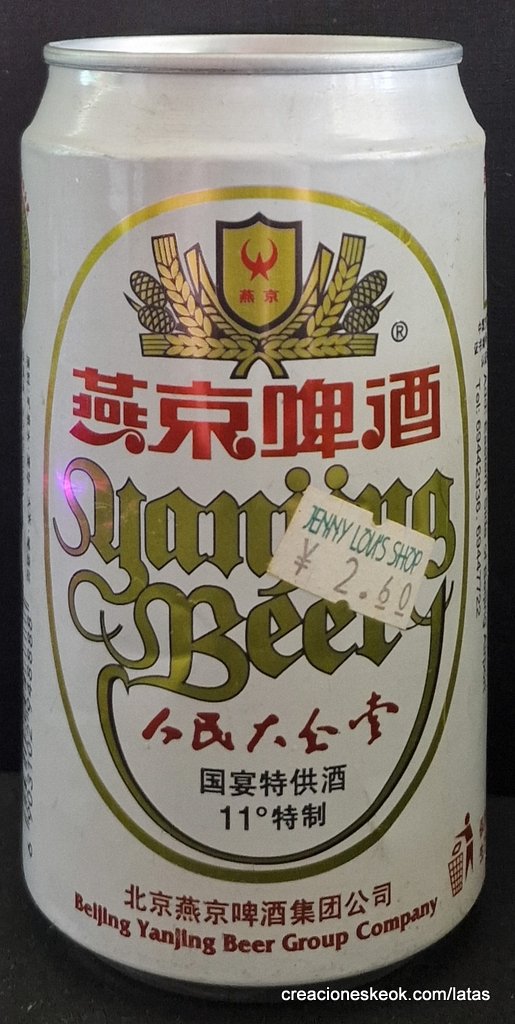 燕京
®
燕京啤酒
Yanjing
Beer
JENNY LOU'S SHOP
¥ 2.60
人民大会堂
国宴特供酒
11°特制
北京燕京啤酒集团公司
Beijing Yanjing Beer Group Company
creacioneskeok.com/latas